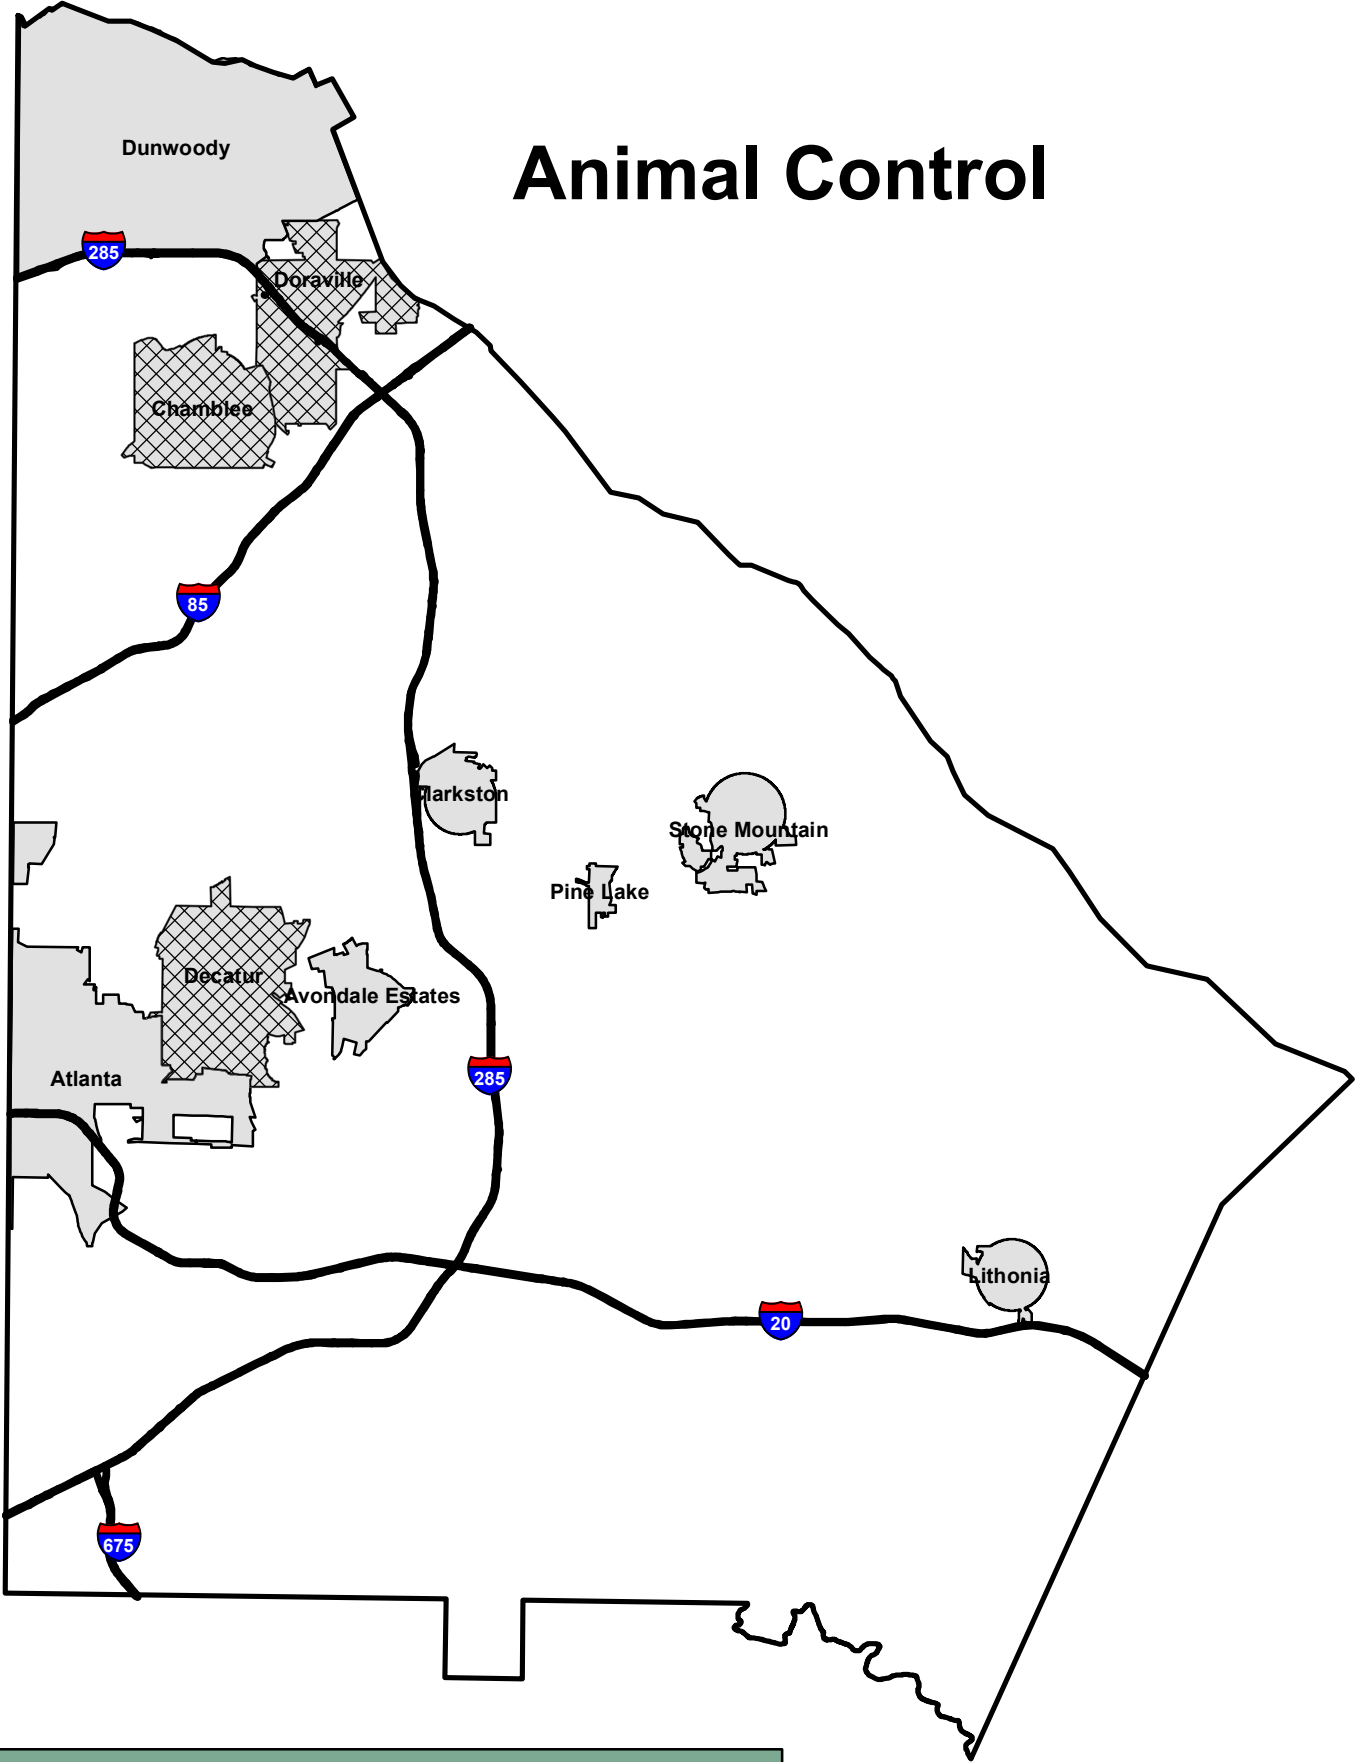 Dunwoody
Animal Control
285
Doraville
Chamblee
85
Clarkston
Stone Mountain
Pine Lake
Decatur
Avondale Estates
Atlanta
285
Lithonia
20
675